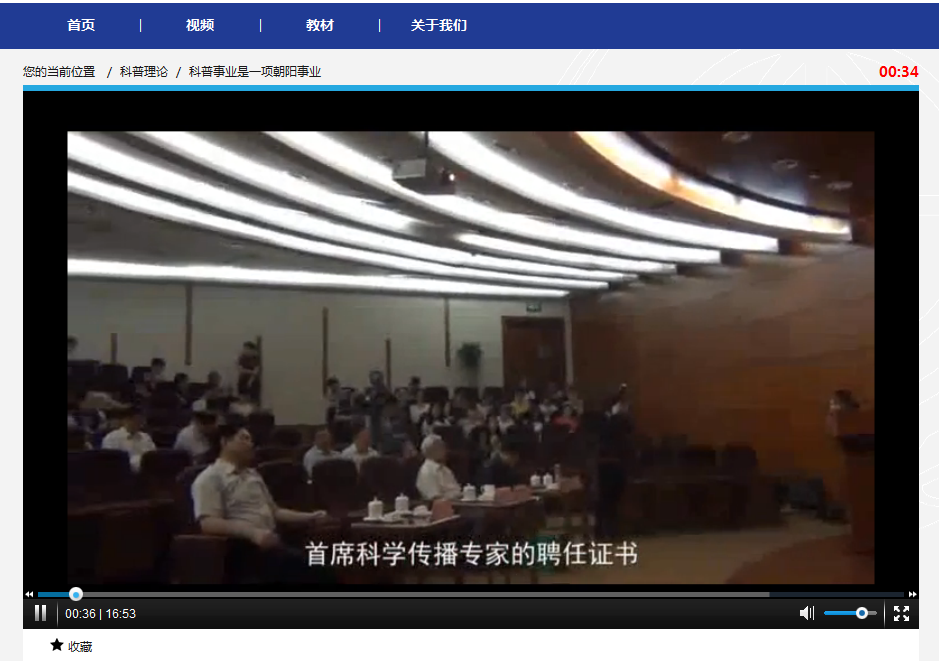 首页 | 视频 | 教材 | 关于我们
您的当前位置 / 科普理论 / 科普事业是一项朝阳事业
00:34
首席科学传播专家的聘任证书
00:36 | 16:53
★ 收藏